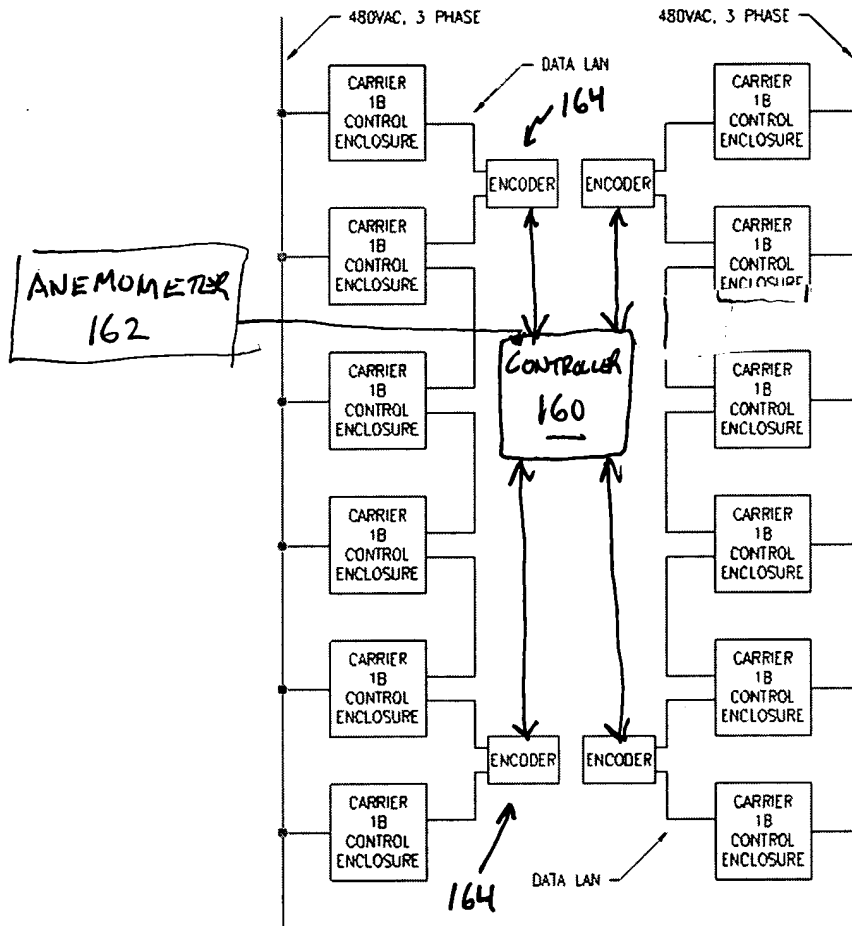 480VAC, 3 PHASE
480VAC, 3 PHASE
DATA LAN
164
CARRIER
1B
CONTROL
ENCLOSURE
CARRIER
1B
CONTROL
ENCLOSURE
ENCODER
ENCODER
CARRIER
1B
CONTROL
ENCLOSURE
CARRIER
1B
CONTROL
ENCLOSURE
ANEMOMETER
162
CONTROLLER
160
CARRIER
1B
CONTROL
ENCLOSURE
CARRIER
1B
CONTROL
ENCLOSURE
CARRIER
1B
CONTROL
ENCLOSURE
CARRIER
1B
CONTROL
ENCLOSURE
CARRIER
1B
CONTROL
ENCLOSURE
CARRIER
1B
CONTROL
ENCLOSURE
ENCODER
ENCODER
CARRIER
1B
CONTROL
ENCLOSURE
CARRIER
1B
CONTROL
ENCLOSURE
164
DATA LAN